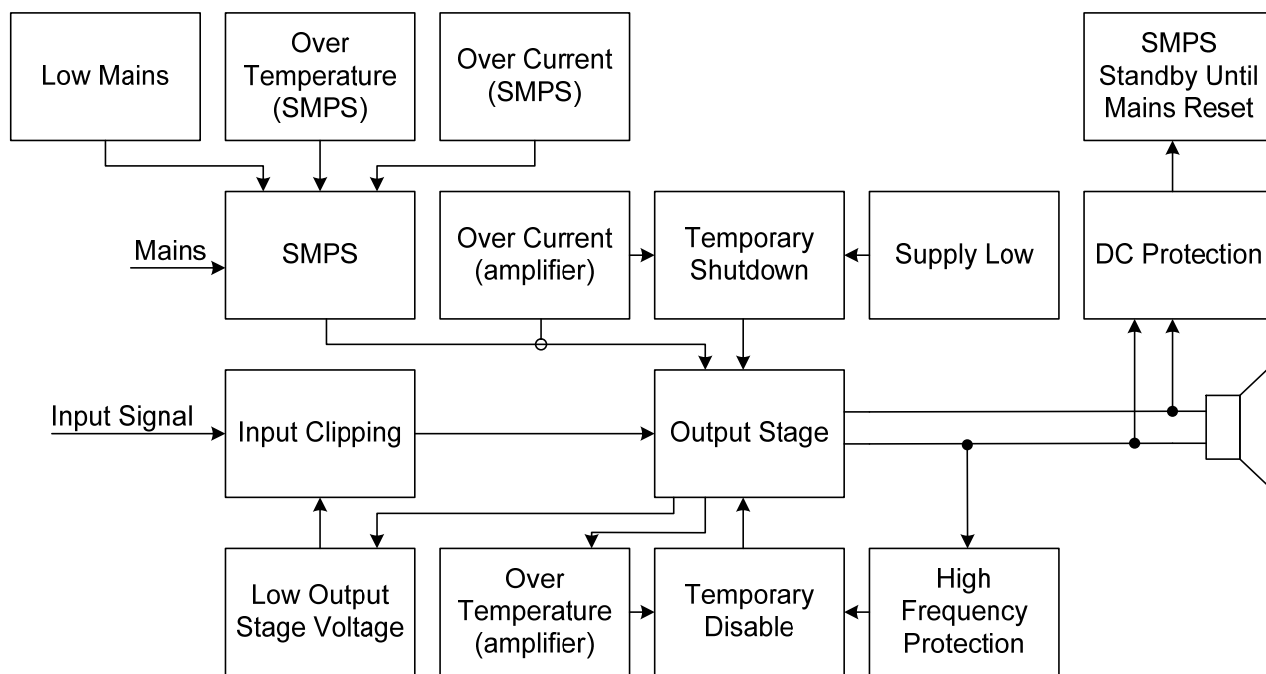 Low Mains
Over
Temperature
(SMPS)
Over Current
(SMPS)
SMPS
Standby Until
Mains Reset
Mains
SMPS
Over Current
(amplifier)
Temporary
Shutdown
Supply Low
DC Protection
Input Signal
Input Clipping
Output Stage
Low Output
Stage Voltage
Over
Temperature
(amplifier)
Temporary
Disable
High
Frequency
Protection